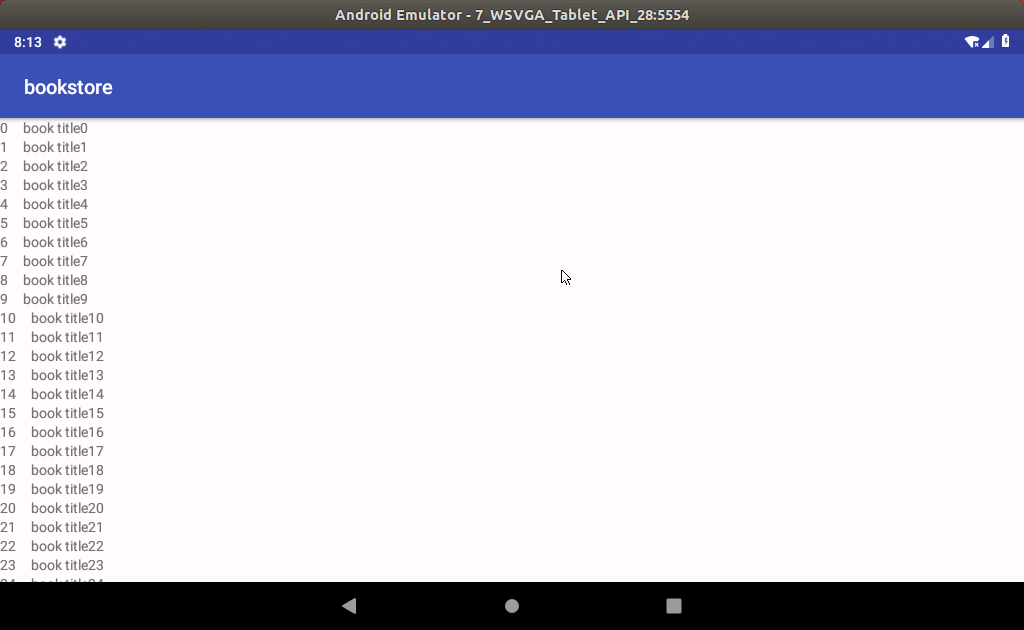 Android Emulator - 7_WSVGA_Tablet_API_28:5554
8:13
bookstore
0 book title0
1 book title1
2 book title2
3 book title3
4 book title4
5 book title5
6 book title6
7 book title7
8 book title8
9 book title9
10 book title10
11 book title11
12 book title12
13 book title13
14 book title14
15 book title15
16 book title16
17 book title17
18 book title18
19 book title19
20 book title20
21 book title21
22 book title22
23 book title23
24 book title24